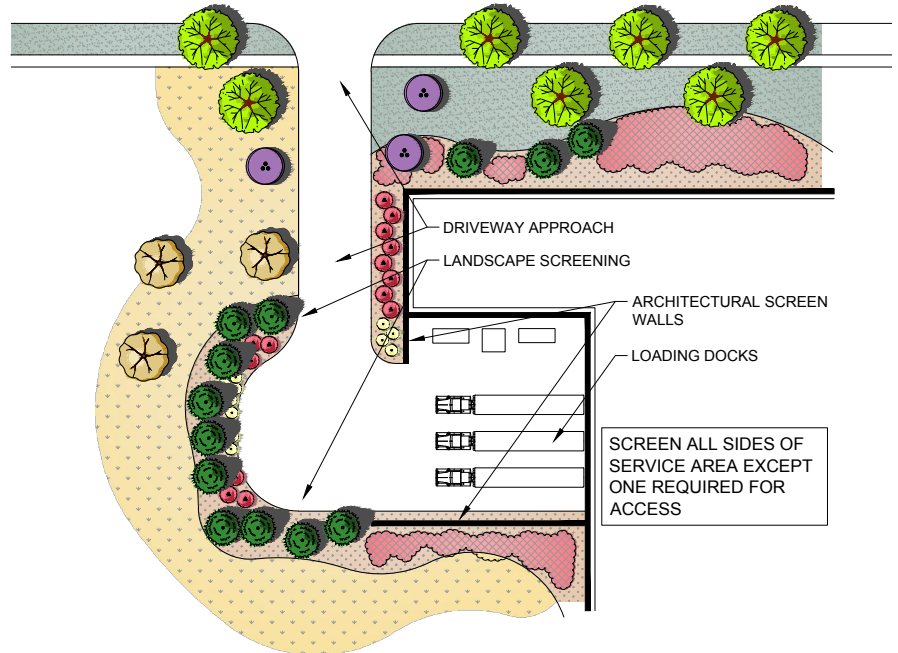 DRIVEWAY APPROACH
LANDSCAPE SCREENING
ARCHITECTURAL SCREEN
WALLS
LOADING DOCKS
SCREEN ALL SIDES OF
SERVICE AREA EXCEPT
ONE REQUIRED FOR
ACCESS